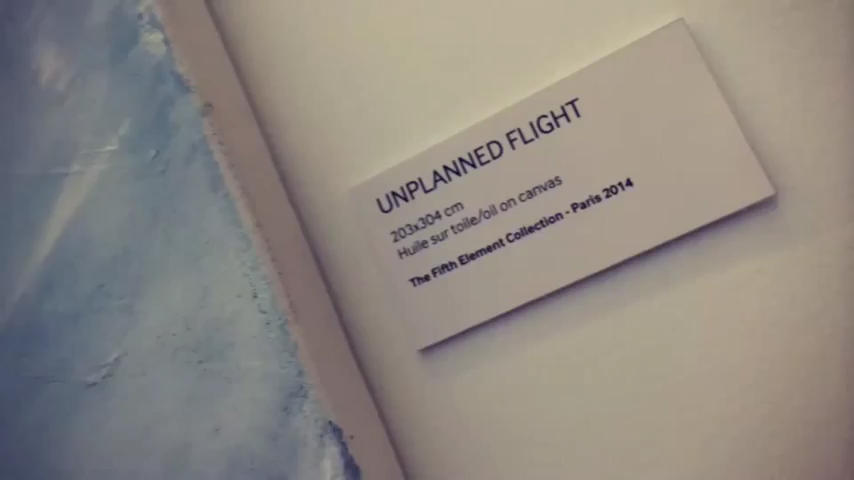 UNPLANNED FLIGHT
203x304 cm
Huile sur toile/oil on canvas
The Fifth Element Collection - Paris 2014